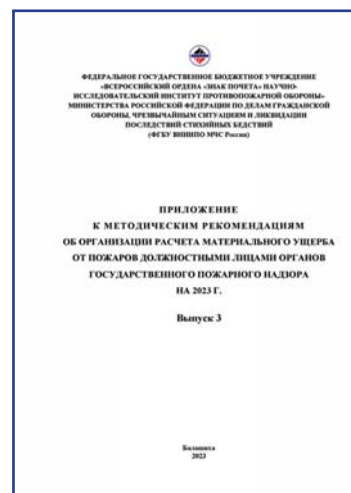 ФЕДЕРАЛЬНОЕ ГОСУДАРСТВЕННОЕ БЮДЖЕТНОЕ УЧРЕЖДЕНИЕ
«ВСЕРОССИЙСКИЙ ОРДЕНА «ЗНАК ПОЧЕТА» НАУЧНО-
ИССЛЕДОВАТЕЛЬСКИЙ ИНСТИТУТ ПРОТИВОПОЖАРНОЙ ОБОРОНЫ»
МИНИСТЕРСТВА РОССИЙСКОЙ ФЕДЕРАЦИИ ПО ДЕЛАМ ГРАЖДАНСКОЙ
ОБОРОНЫ, ЧРЕЗВЫЧАЙНЫМ СИТУАЦИЯМ И ЛИКВИДАЦИИ
ПОСЛЕДСТВИЙ СТИХИЙНЫХ БЕДСТВИЙ
(ФГБУ ВНИИПО МЧС России)
ПРИЛОЖЕНИЕ
К МЕТОДИЧЕСКИМ РЕКОМЕНДАЦИЯМ
ОБ ОРГАНИЗАЦИИ РАСЧЕТА МАТЕРИАЛЬНОГО УЩЕРБА
ОТ ПОЖАРОВ ДОЛЖНОСТНЫМИ ЛИЦАМИ ОРГАНОВ
ГОСУДАРСТВЕННОГО ПОЖАРНОГО НАДЗОРА
НА 2023 Г.
Выпуск 3
Балашиха
2023